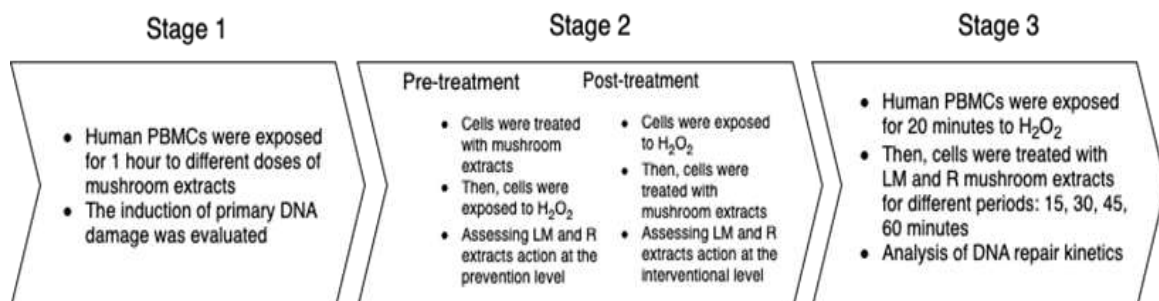 Stage 1
Human PBMCs were exposed
for 1 hour to different doses of
mushroom extracts
The induction of primary DNA
damage was evaluated
Stage 2
Pre-treatment
• Cells were treated
with mushroom
extracts
• Then, cells were
exposed to H₂O₂
• Assessing LM and R
extracts action at the
prevention level
Post-treatment
• Cells were exposed
to H₂O₂
• Then, cells were
treated with
mushroom extracts
• Assessing LM and R
extracts action at the
interventional level
Stage 3
• Human PBMCs were exposed
for 20 minutes to H₂O₂
• Then, cells were treated with
LM and R mushroom extracts
for different periods: 15, 30, 45,
60 minutes
• Analysis of DNA repair kinetics